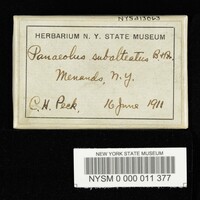 NYSf13063
HERBARIUM N. Y. STATE MUSEUM
Panaeolus subalteatus B & Br.
Menands, N.Y.
C. H. Peck, 16 June 1911
NEW YORK STATE MUSEUM
NYSM 0 000 011 377